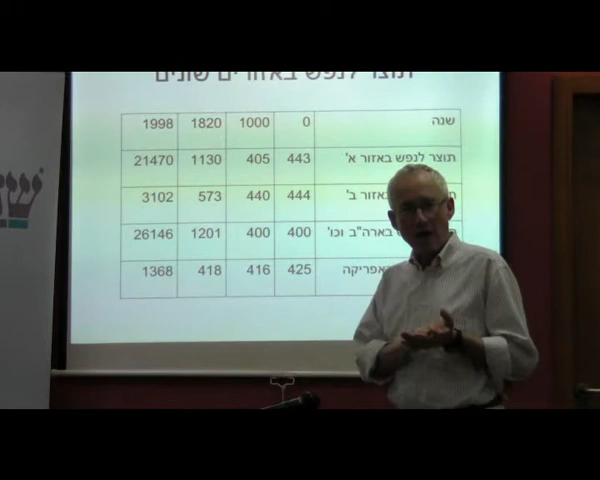 תוצר לנפש באזורים שונים
שנה 0 1000 1820 1998
תוצר לנפש באזור א' 443 405 1130 21470
באזור ב' 444 440 573 3102
בארה"ב וכו' 400 400 1201 26146
אפריקה 425 416 418 1368